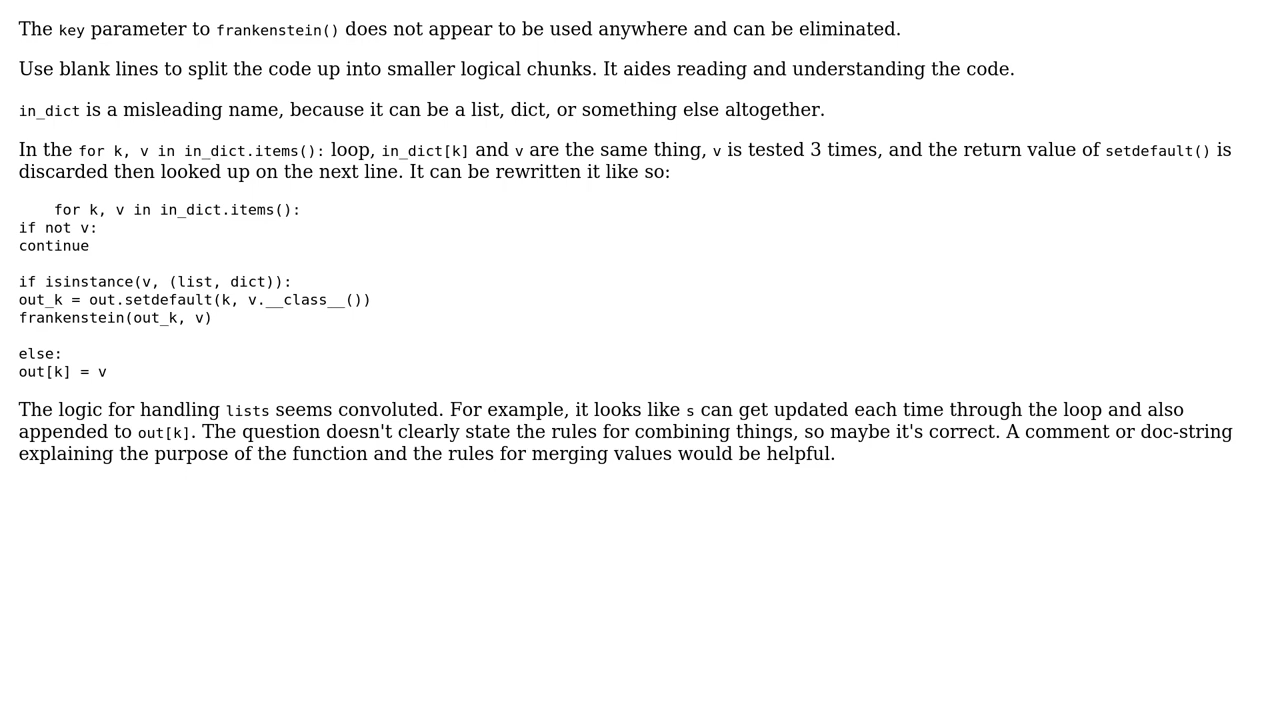 The key parameter to frankenstein() does not appear to be used anywhere and can be eliminated.
Use blank lines to split the code up into smaller logical chunks. It aides reading and understanding the code.
in_dict is a misleading name, because it can be a list, dict, or something else altogether.
In the for k, v in in_dict.items(): loop, in_dict[k] and v are the same thing, v is tested 3 times, and the return value of setdefault() is
discarded then looked up on the next line. It can be rewritten it like so:
    for k, v in in_dict.items():
if not v:
continue
if isinstance(v, (list, dict)):
out_k = out.setdefault(k, v.__class__())
frankenstein(out_k, v)
else:
out[k] = v
The logic for handling lists seems convoluted. For example, it looks like s can get updated each time through the loop and also
appended to out[k]. The question doesn't clearly state the rules for combining things, so maybe it's correct. A comment or doc-string
explaining the purpose of the function and the rules for merging values would be helpful.